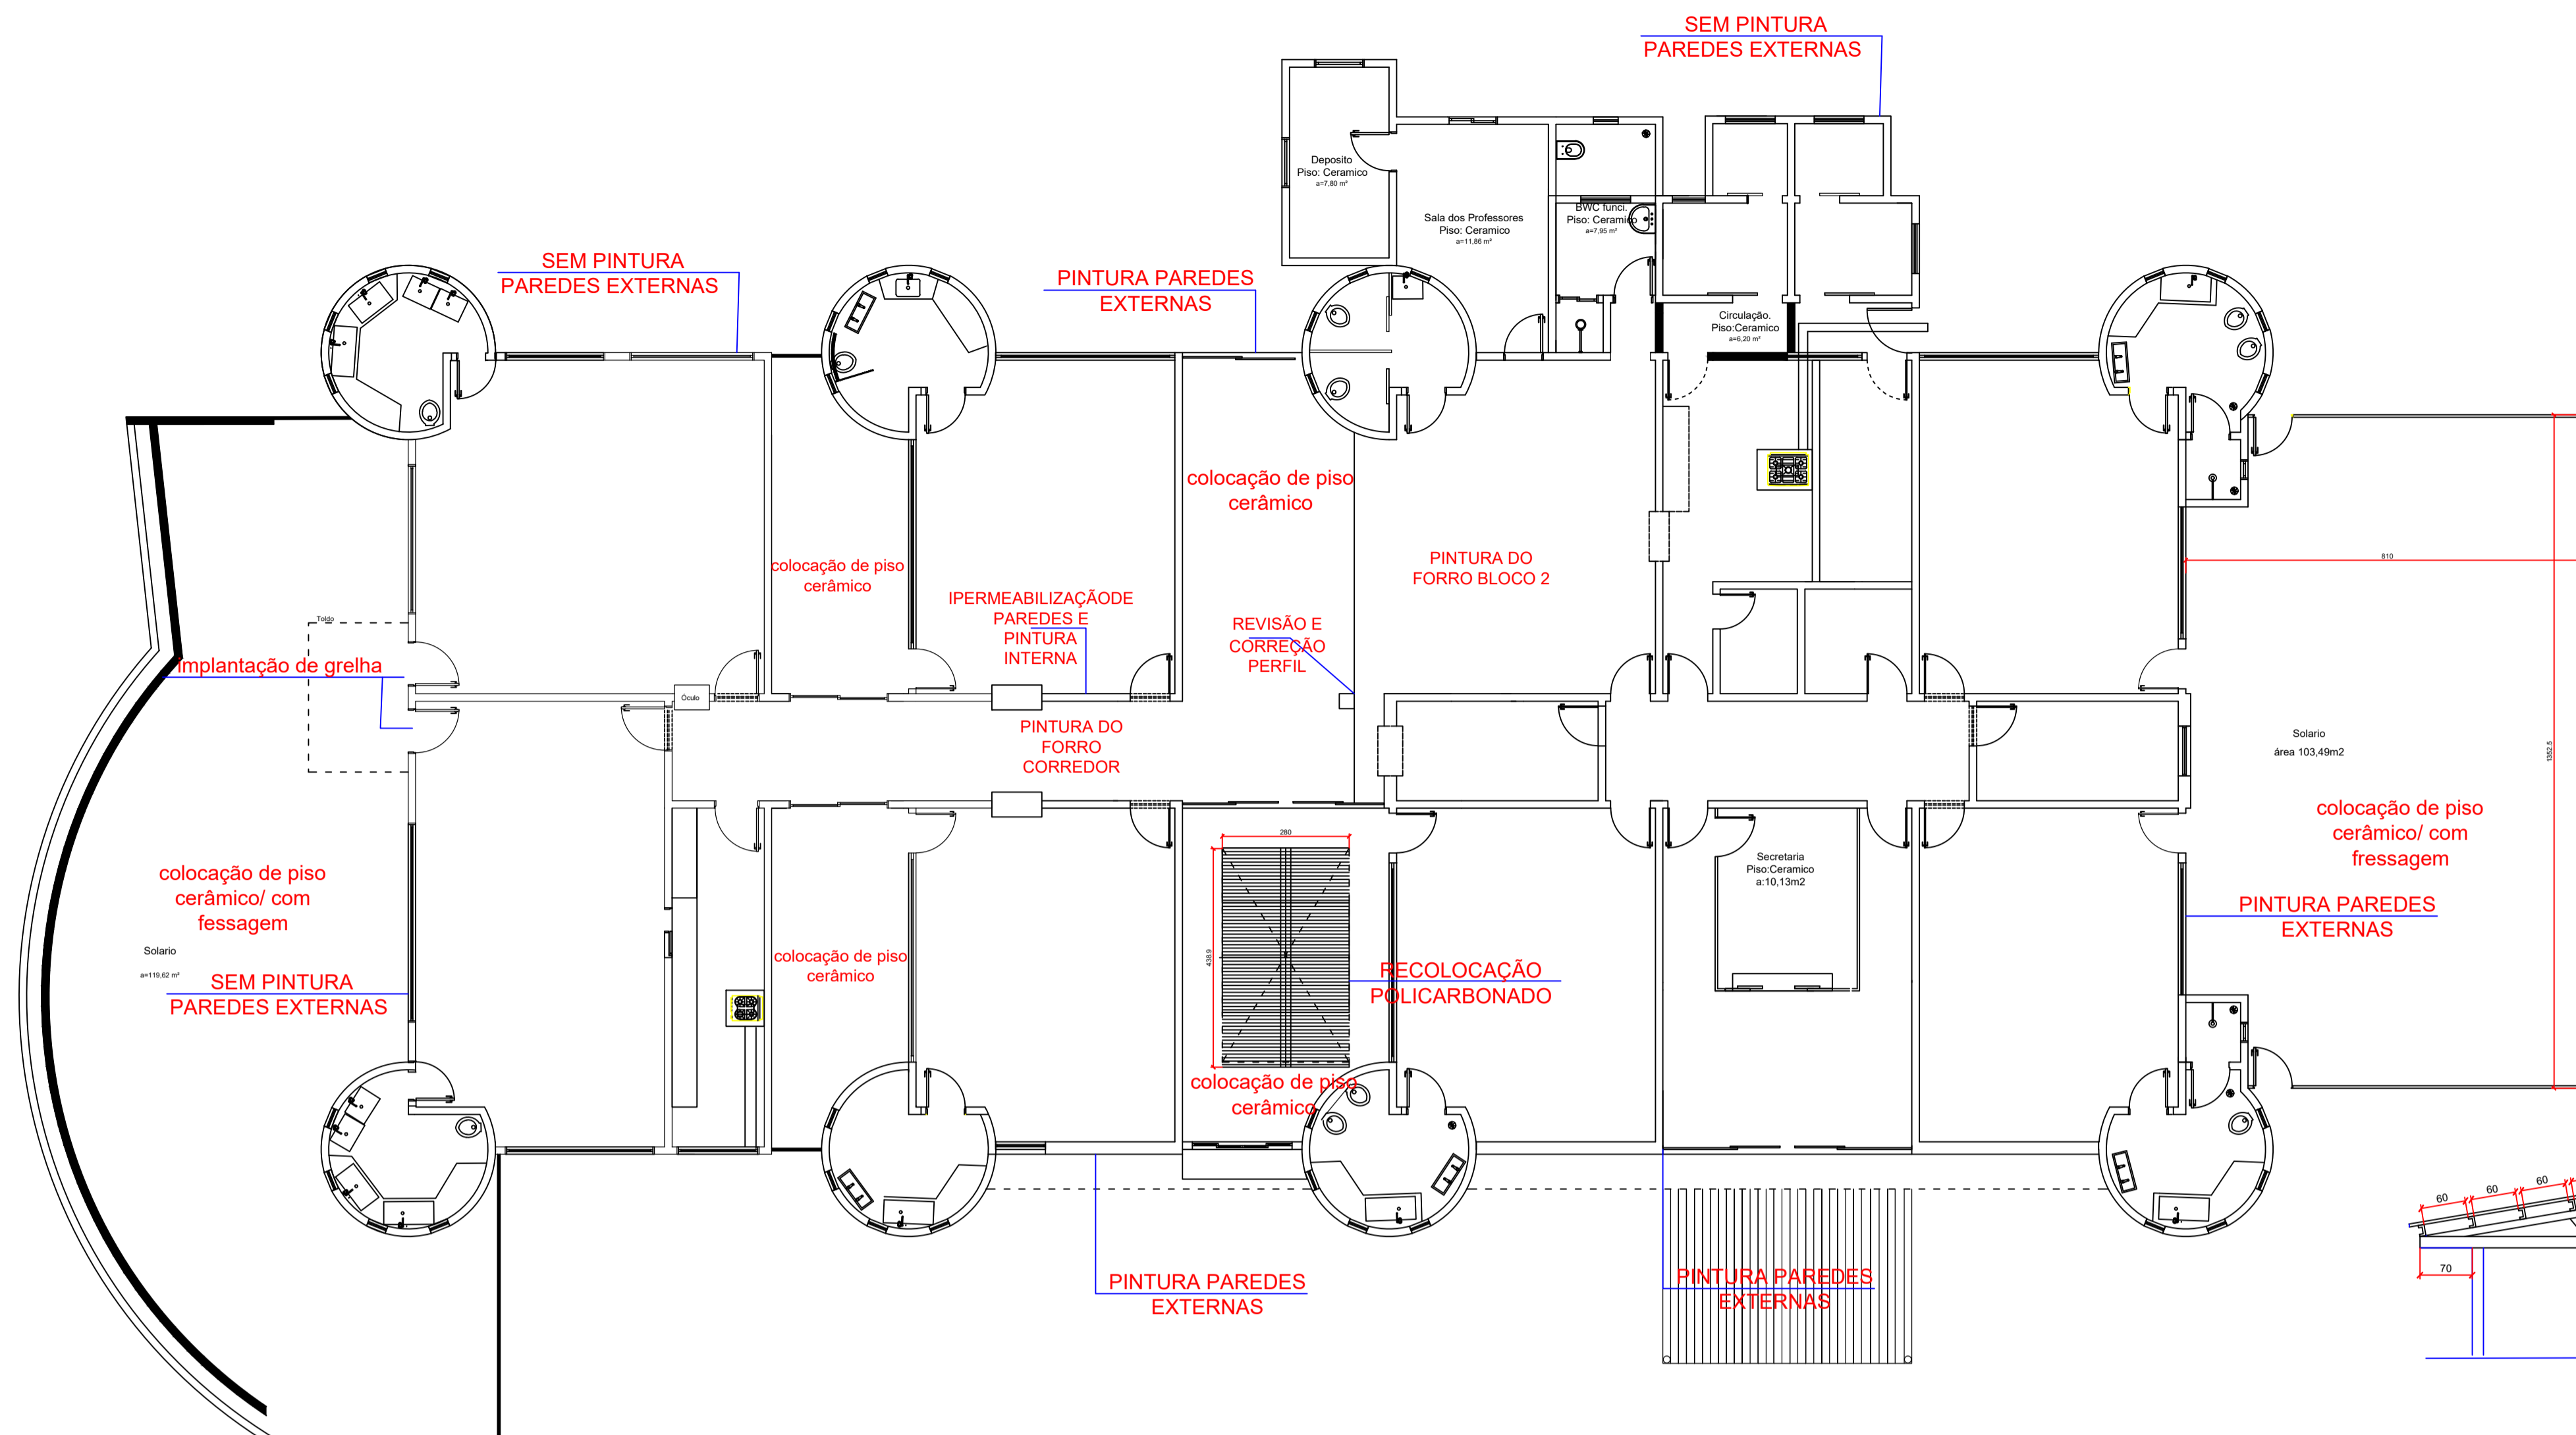 SEM PINTURA
PAREDES EXTERNAS
Deposito
Piso: Ceramico
a=7,80 m²
Sala dos Professores
Piso: Ceramico
a=11,86 m²
BWC funci.
Piso: Ceramico
a=7,95 m²
SEM PINTURA
PAREDES EXTERNAS
PINTURA PAREDES
EXTERNAS
Circulação.
Piso:Ceramico
a=6,20 m²
colocação de piso
cerâmico
colocação de piso
cerâmico
PINTURA DO
FORRO BLOCO 2
810
IPERMEABILIZAÇÃODE
PAREDES E
PINTURA
INTERNA
REVISÃO E
CORREÇÃO
PERFIL
Toldo
Implantação de grelha
Óculo
PINTURA DO
FORRO
CORREDOR
Solario
área 103,49m2
1352.5
colocação de piso
cerâmico/ com
fressagem
280
438.9
Secretaria
Piso:Ceramico
a:10,13m2
colocação de piso
cerâmico/ com
fessagem
Solario
a=119,62 m²
SEM PINTURA
PAREDES EXTERNAS
colocação de piso
cerâmico
RECOLOCAÇÃO
POLICARBONADO
PINTURA PAREDES
EXTERNAS
colocação de piso
cerâmico
PINTURA PAREDES
EXTERNAS
PINTURA PAREDES
EXTERNAS
60
60
60
70